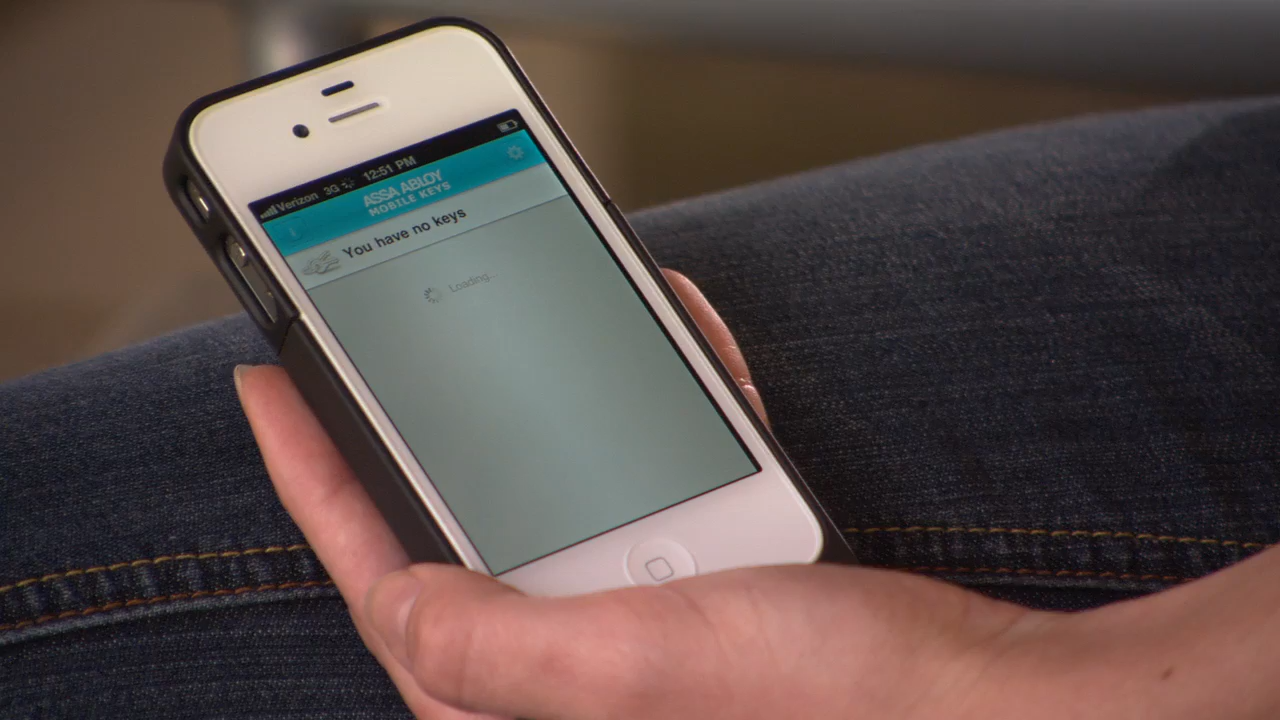 Verizon 3G 12:51 PM
ASSA ABLOY
MOBILE KEYS
You have no keys
Loading...